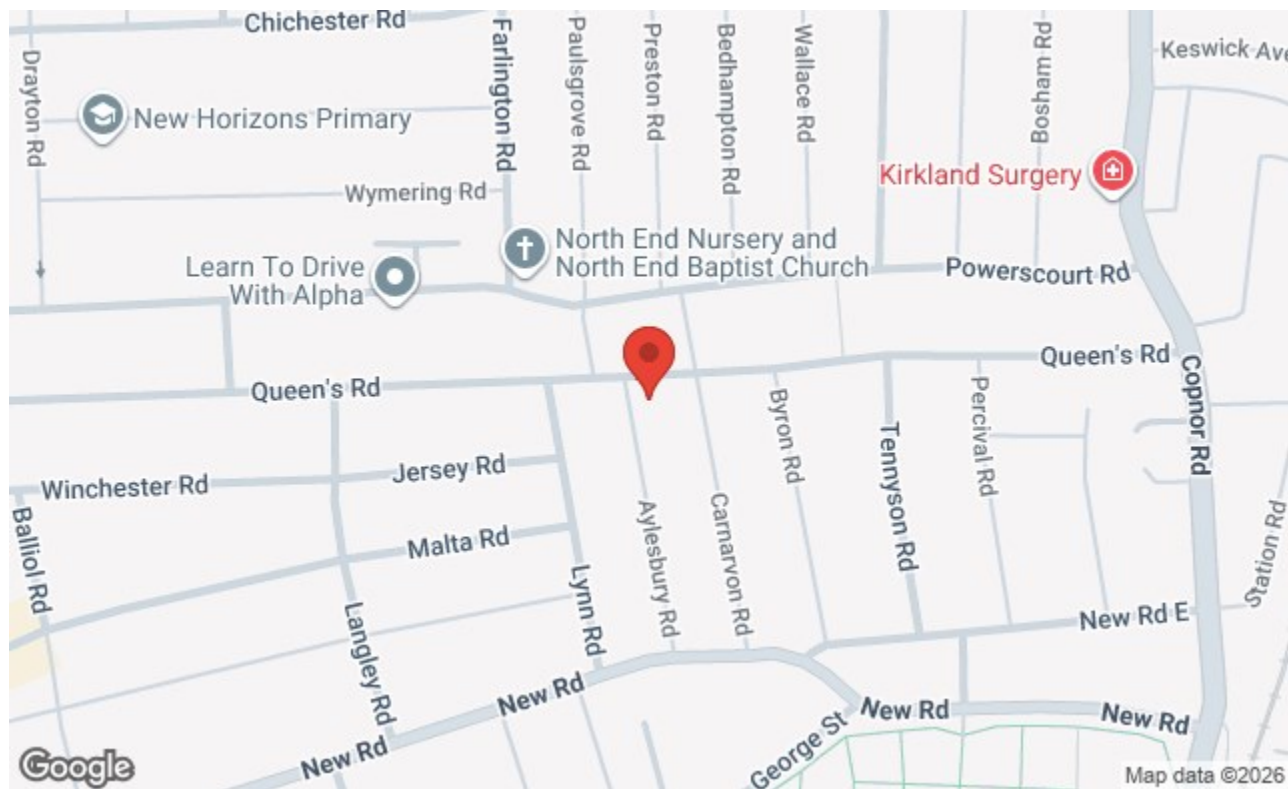 Chichester Rd
Drayton Rd
Farlington Rd
Paulsgrove Rd
Preston Rd
Bedhampton Rd
Wallace Rd
Bosham Rd
Keswick Ave
New Horizons Primary
Kirkland Surgery
Wymering Rd
North End Nursery and
North End Baptist Church
Learn To Drive
With Alpha
Powerscourt Rd
Queen's Rd
Queen's Rd
Copnor Rd
Byron Rd
Percival Rd
Tennyson Rd
Jersey Rd
Winchester Rd
Balliol Rd
Malta Rd
Aylesbury Rd
Carnarvon Rd
Station Rd
Lynn Rd
Langley Rd
New Rd E
New Rd
New Rd
New Rd
New Rd
George St
Google
Map data ©2026